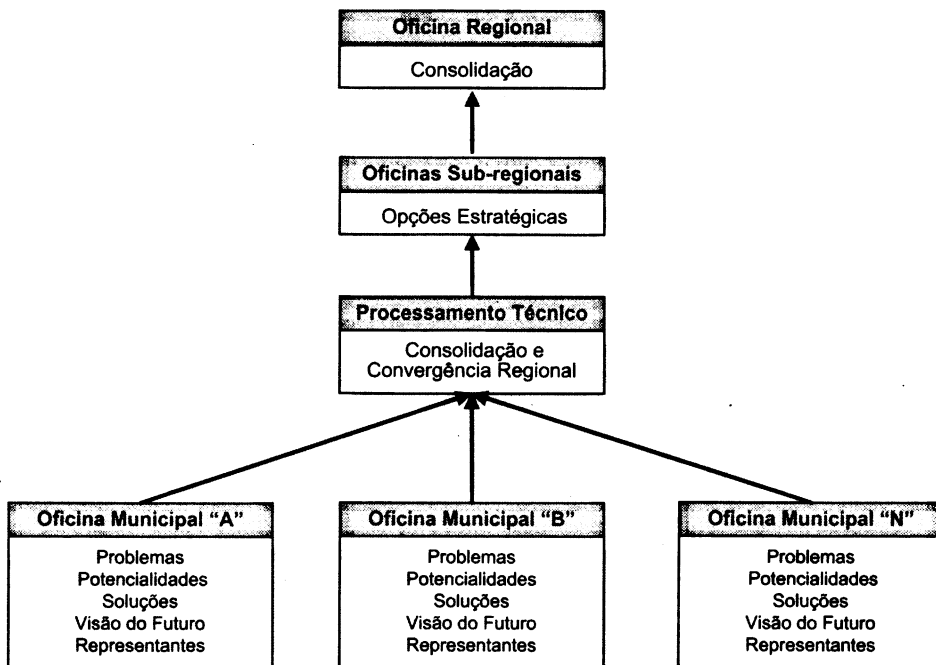 Oficina Regional
Consolidação
Oficinas Sub-regionais
Opções Estratégicas
Processamento Técnico
Consolidação e
Convergência Regional
Oficina Municipal “A”
Problemas
Potencialidades
Soluções
Visão do Futuro
Representantes
Oficina Municipal “B”
Problemas
Potencialidades
Soluções
Visão do Futuro
Representantes
Oficina Municipal “N”
Problemas
Potencialidades
Soluções
Visão do Futuro
Representantes